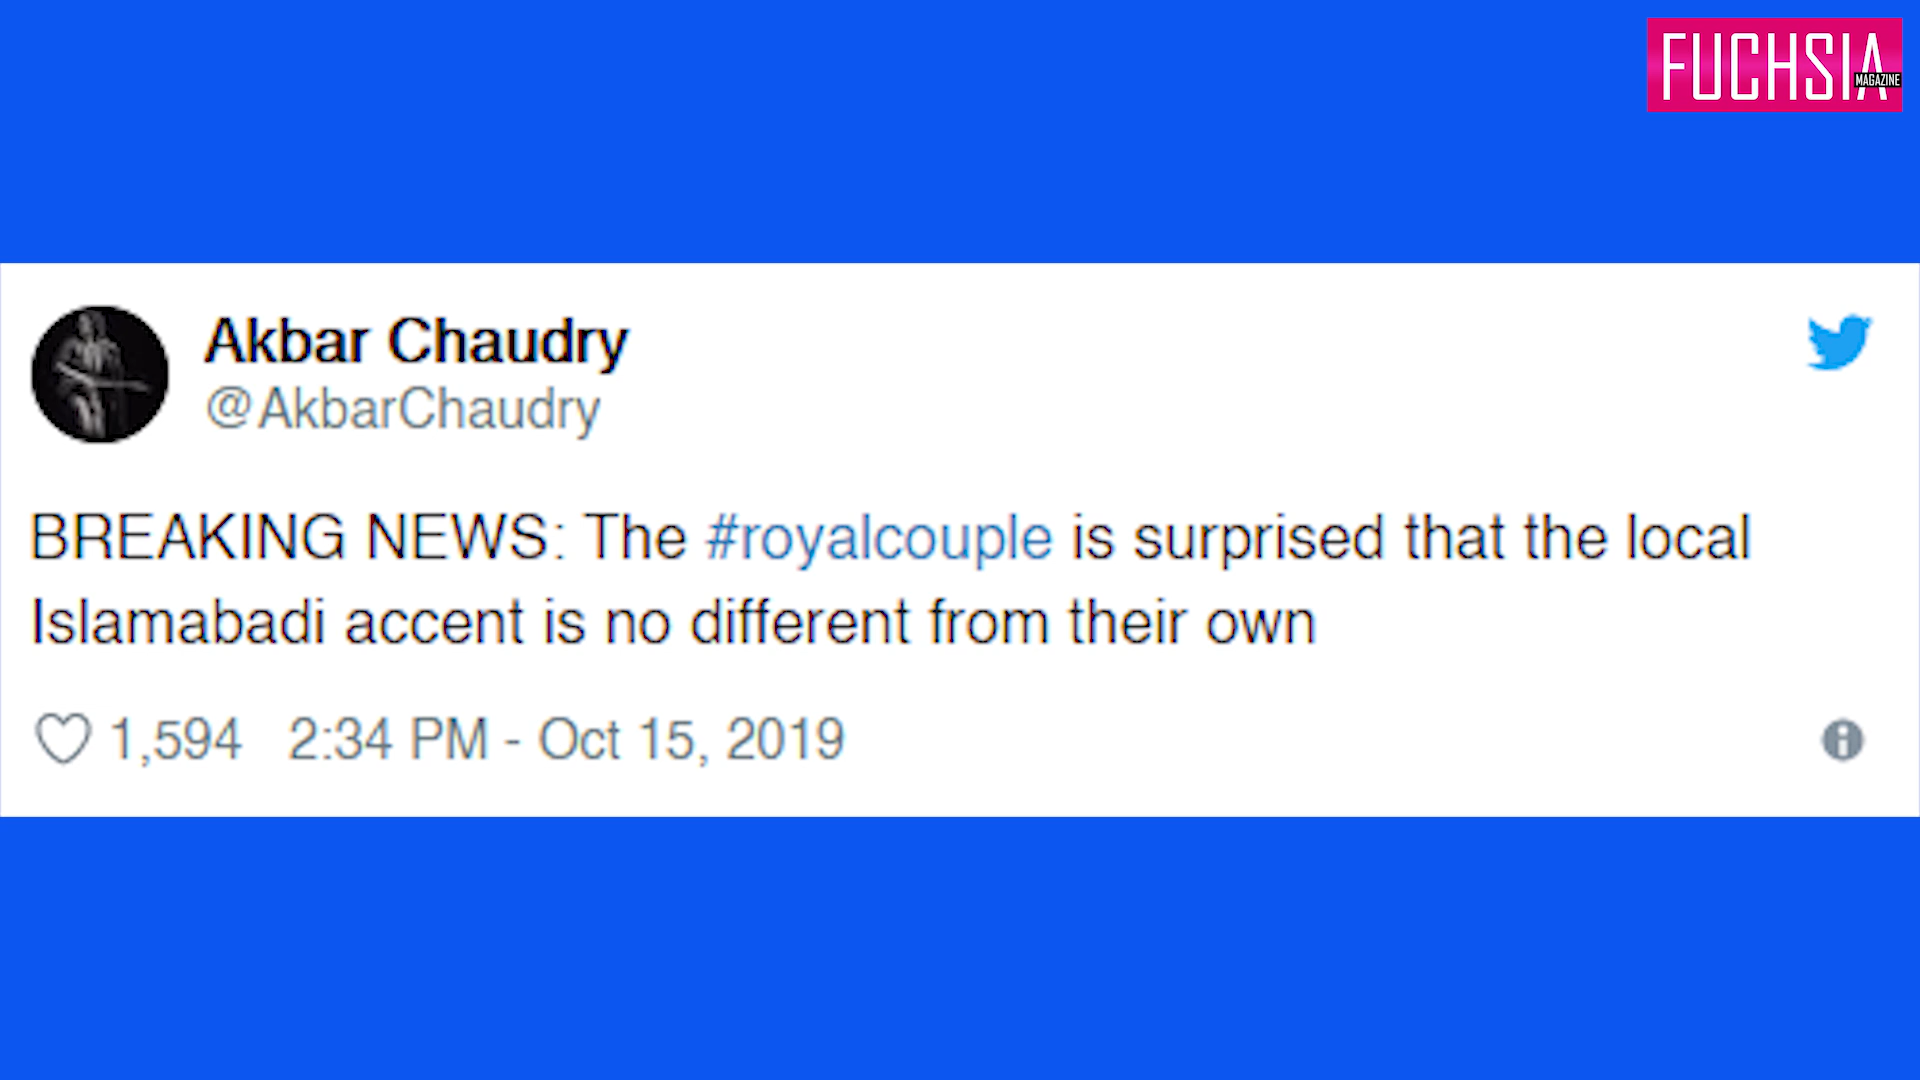 FUCHSIA
MAGAZINE
Akbar Chaudry
@AkbarChaudry
BREAKING NEWS: The #royalcouple is surprised that the local
Islamabadi accent is no different from their own
1,594 2:34 PM - Oct 15, 2019